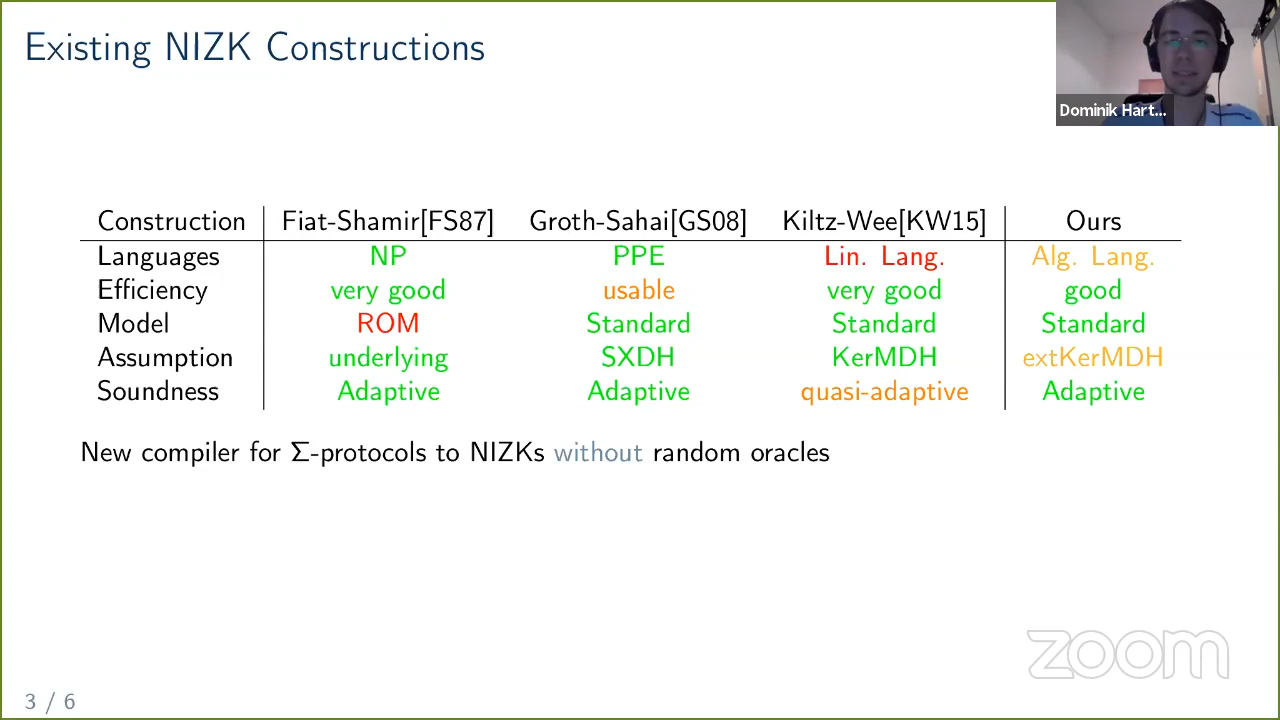 Existing NIZK Constructions
Dominik Hart...
Construction Fiat-Shamir[FS87] Groth-Sahai[GS08] Kiltz-Wee[KW15] Ours
Languages NP PPE Lin. Lang. Alg. Lang.
Efficiency very good usable very good good
Model ROM Standard Standard Standard
Assumption underlying SXDH KerMDH extKerMDH
Soundness Adaptive Adaptive quasi-adaptive Adaptive
New compiler for Σ-protocols to NIZKs without random oracles
zoom
3 / 6